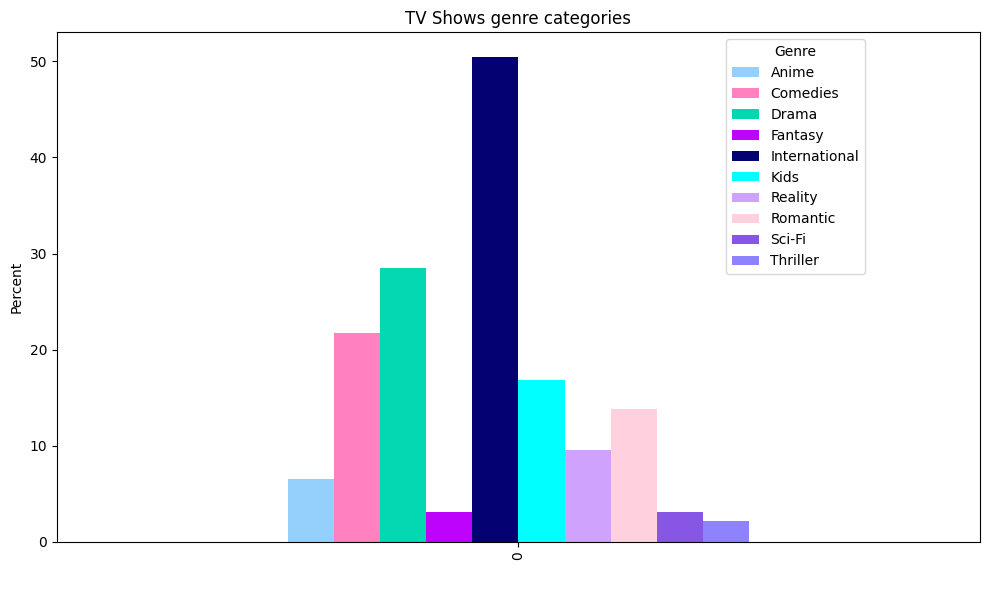 TV Shows genre categories
Percent
50
40
30
20
10
0
0
Genre
Anime
Comedies
Drama
Fantasy
International
Kids
Reality
Romantic
Sci-Fi
Thriller